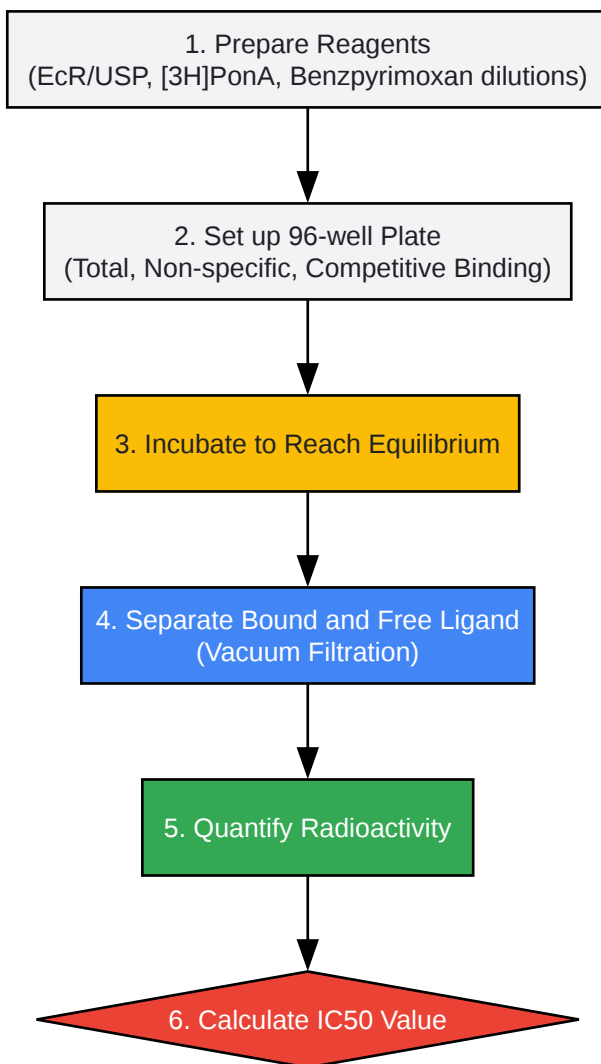 1. Prepare Reagents
(EcR/USP, [3H]PonA, Benzpyrimoxan dilutions)
2. Set up 96-well Plate
(Total, Non-specific, Competitive Binding)
3. Incubate to Reach Equilibrium
4. Separate Bound and Free Ligand
(Vacuum Filtration)
5. Quantify Radioactivity
6. Calculate IC50 Value